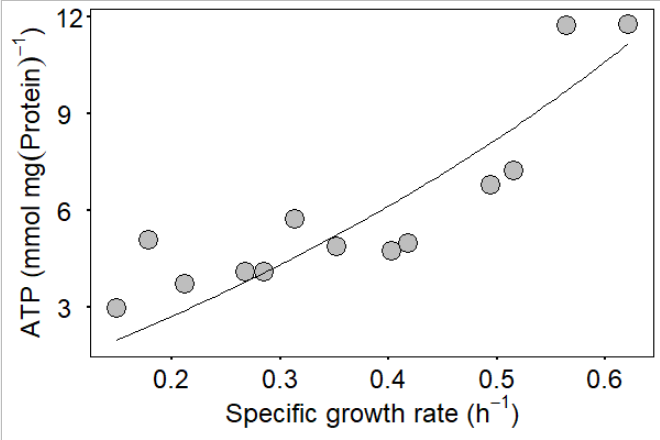 12
9
6
3
ATP (mmol mg(Protein)⁻¹)
0.2 0.3 0.4 0.5 0.6
Specific growth rate (h⁻¹)